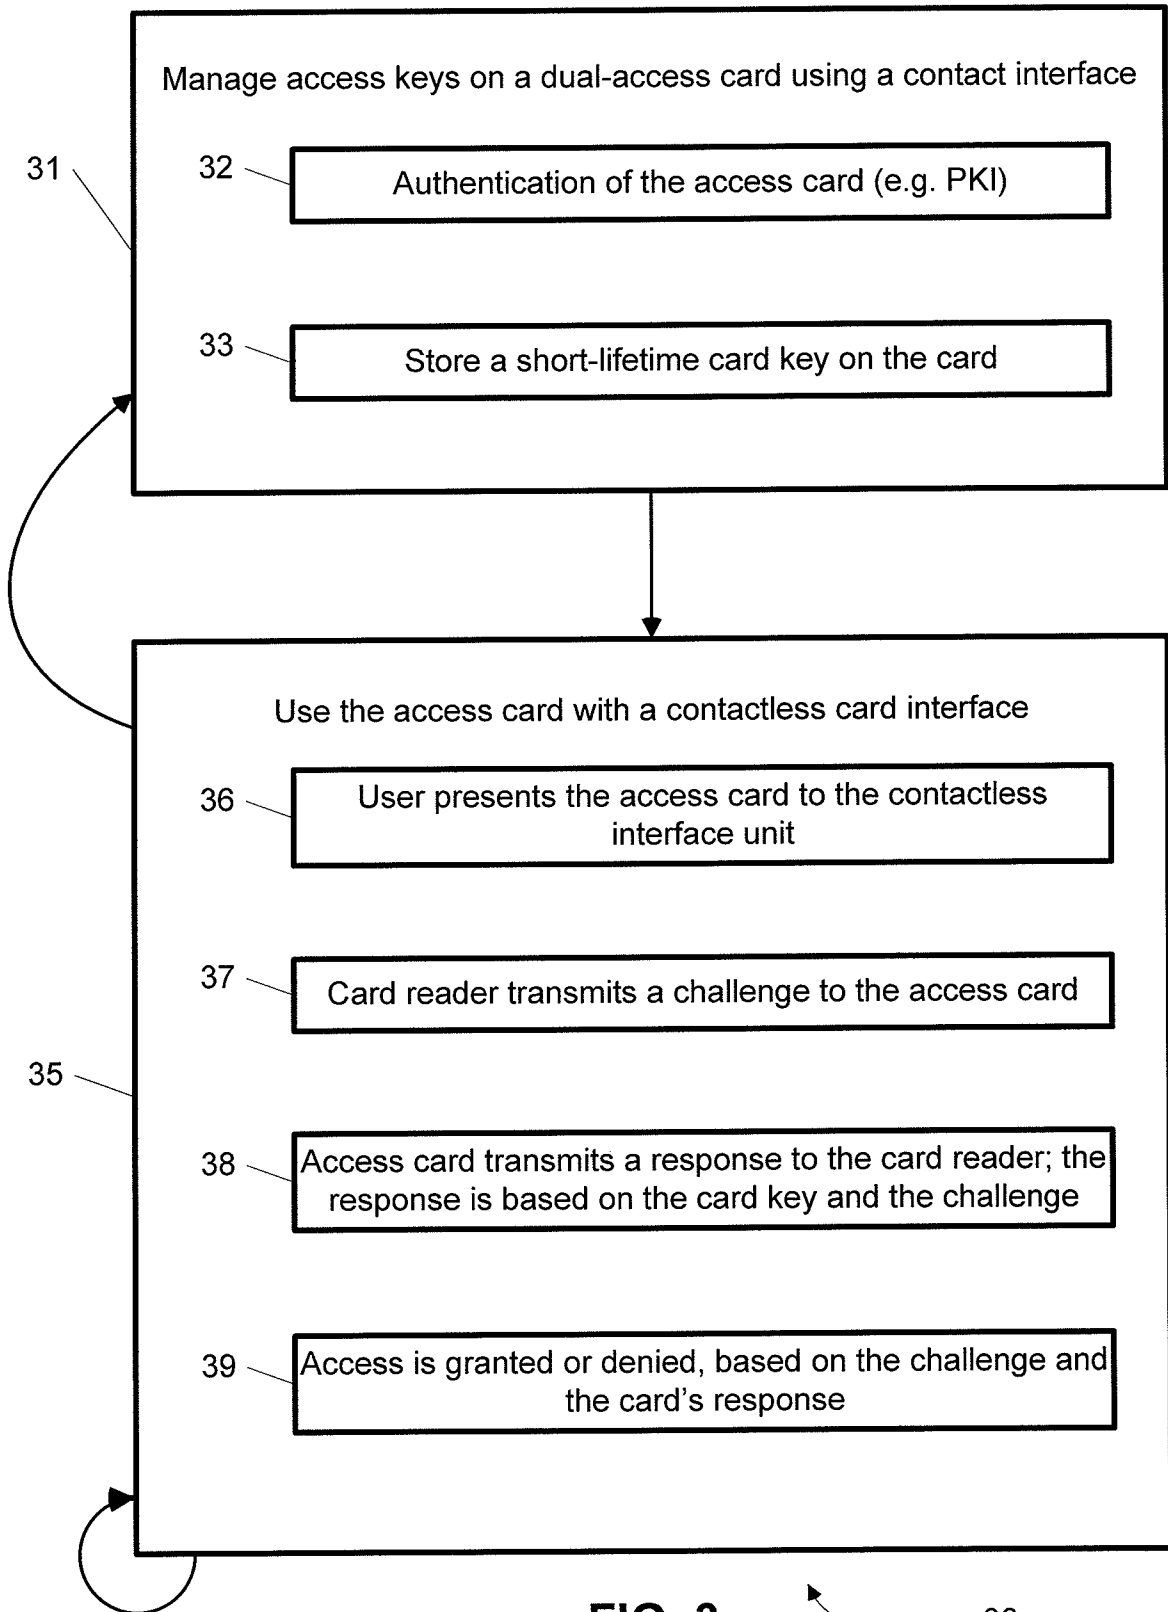 Manage access keys on a dual-access card using a contact interface
31
32
Authentication of the access card (e.g. PKI)
33
Store a short-lifetime card key on the card
Use the access card with a contactless card interface
36
User presents the access card to the contactless
interface unit
37
Card reader transmits a challenge to the access card
35
38
Access card transmits a response to the card reader; the
response is based on the card key and the challenge
39
Access is granted or denied, based on the challenge and
the card's response
FIG.